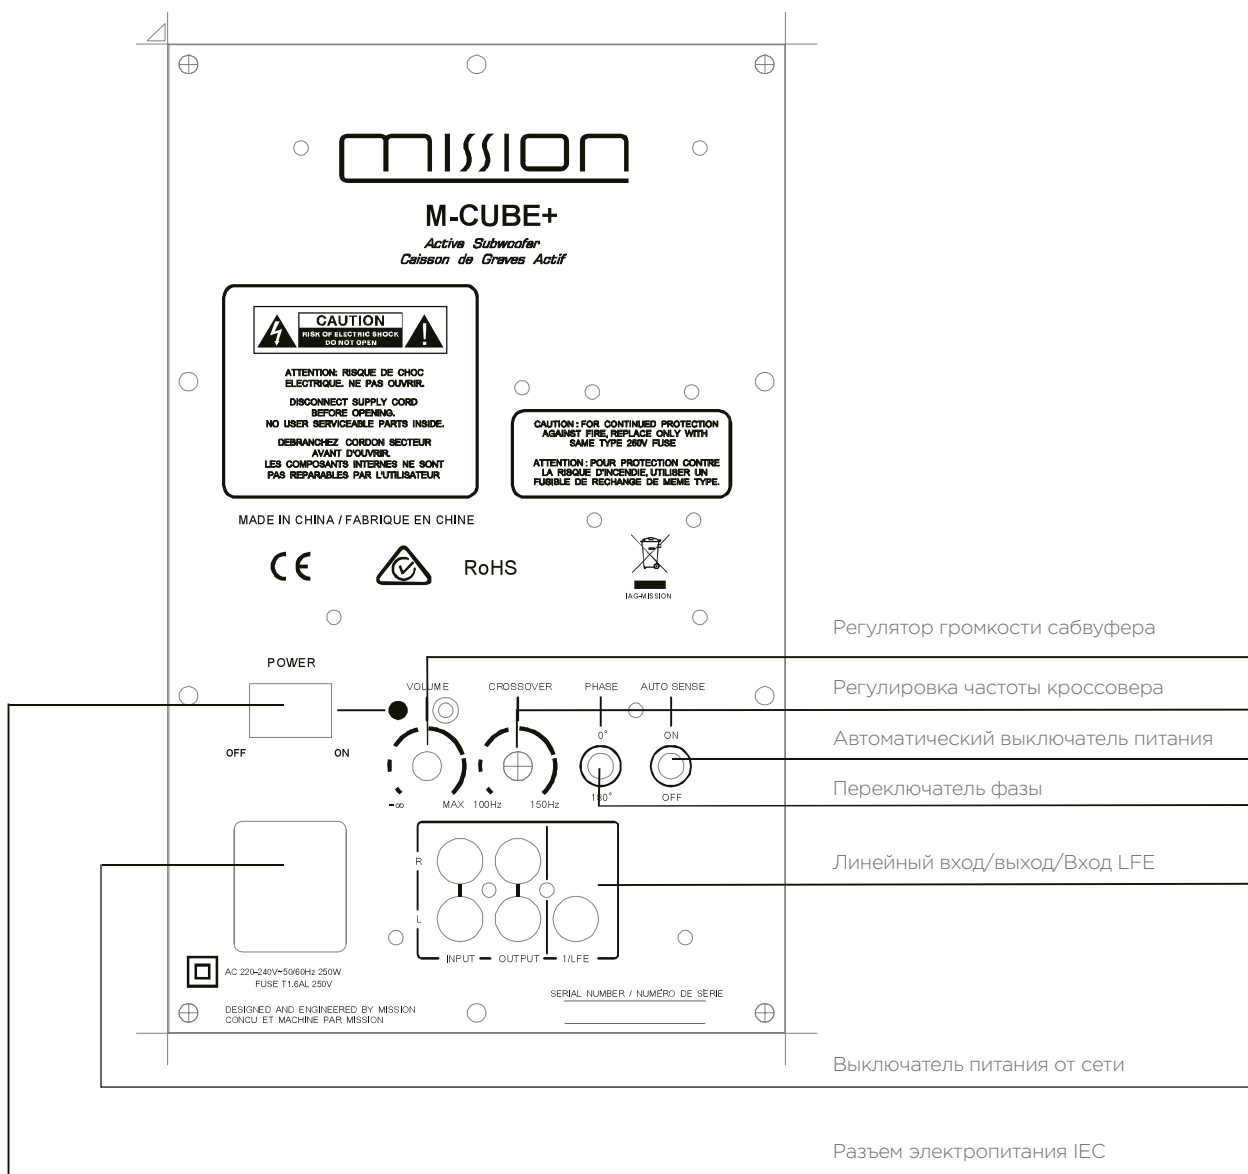 mission
M-CUBE+
Active Subwoofer
Caisson de Graves Actif
CAUTION
RISK OF ELECTRIC SHOCK
DO NOT OPEN
ATTENTION: RISQUE DE CHOC
ELECTRIQUE. NE PAS OUVRIR.
DISCONNECT SUPPLY CORD
BEFORE OPENING.
NO USER SERVICEABLE PARTS INSIDE.
DEBRANCHEZ CORDON SECTEUR
AVANT D'OUVRIR.
LES COMPOSANTS INTERNES NE SONT
PAS REPARABLES PAR L'UTILISATEUR
CAUTION : FOR CONTINUED PROTECTION
AGAINST FIRE, REPLACE ONLY WITH
SAME TYPE 250V FUSE
ATTENTION : POUR PROTECTION CONTRE
LA RISQUE D'INCENDIE, UTILISER UN
FUSIBLE DE RECHANGE DE MEME TYPE.
MADE IN CHINA / FABRIQUE EN CHINE
CE
RoHS
IAG-MISSION
Регулятор громкости сабвуфера
POWER
VOLUME
CROSSOVER
PHASE
AUTO SENSE
Регулировка частоты кроссовера
OFF
ON
0°
ON
Автоматический выключатель питания
-∞
MAX
100Hz
150Hz
180°
OFF
Переключатель фазы
R
L
INPUT
OUTPUT
1/LFE
Линейный вход/выход/Вход LFE
AC 220-240V~50/60Hz 250W
FUSE T1.6AL 250V
SERIAL NUMBER / NUMÉRO DE SERIE
DESIGNED AND ENGINEERED BY MISSION
CONCU ET MACHINE PAR MISSION
Выключатель питания от сети
Разъем электропитания IEC